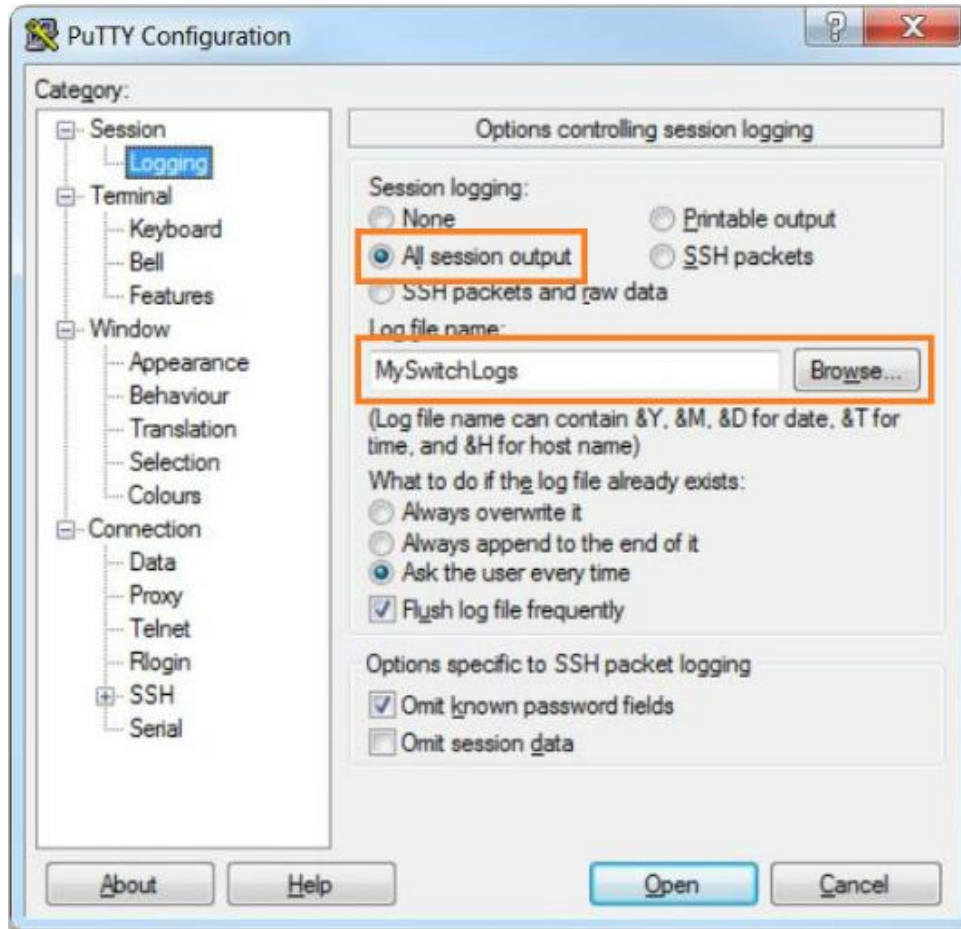 PuTTY Configuration
Category:
Session
Logging
Terminal
Keyboard
Bell
Features
Window
Appearance
Behaviour
Translation
Selection
Colours
Connection
Data
Proxy
Telnet
Rlogin
SSH
Serial
Options controlling session logging
Session logging:
None
Printable output
All session output
SSH packets
SSH packets and raw data
Log file name:
MySwitchLogs
Browse...
(Log file name can contain &Y, &M, &D for date, &T for
time, and &H for host name)
What to do if the log file already exists:
Always overwrite it
Always append to the end of it
Ask the user every time
Flush log file frequently
Options specific to SSH packet logging
Omit known password fields
Omit session data
About
Help
Open
Cancel